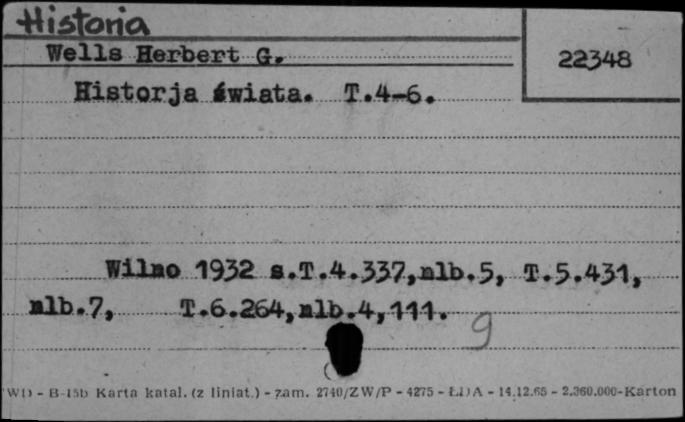 Historia
Wells Herbert G.
22348
Historja świata. T.4-6.
Wilno 1932 s.T.4.337,nlb.5, T.5.431,
nlb.7, T.6.264,nlb.4,111.
9
WD - B-15b Karta katal. (z liniat.) - zam. 2740/ZW/P - 4275 - ŁDA - 14.12.65 - 2.360.000-Karton